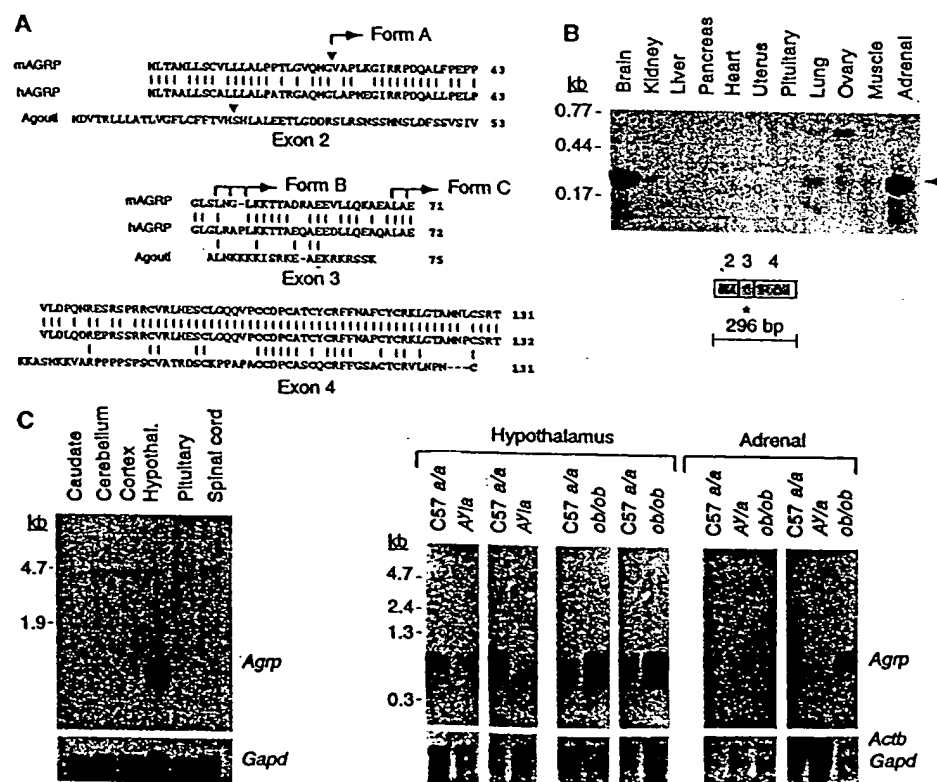 A
Form A
mAGRP MLTAMLLSCVLLLALPPTLGVQMGVAPLKGIRRPDQALFPEFP 43
hAGRP MLTAALLSCALLLALPATRGAQMGLAPMEGIRRPDQALLPELP 43
Agouti MDVTRLLLATLVGFLCFFTVHSHLALEETLGDDRSLRSNSSMNSLDFSSVSIV 53
Exon 2
Form B Form C
mAGRP GLSLNG-LKKTTADRAEEVLLQKAEALAE 71
hAGRP GLGLRAPLKKTTAEQAEEDLLQEAQALAE 72
Agouti ALNKKKKISRKE-AEKRKRSSK 75
Exon 3
VLDPQNRESRSPRRCVRLHESCLGQQVPCCDPCATCYCRFFNAFCYCRKLGTAMNLCSRT 131
VLDLQDREPRSSRRCVRLHESCLGQQVPCCDPCATCYCRFFNAFCYCRKLGTAMNPCSRT 132
KKASMKKVARPPPPSPCVATRDSCKPPAPACCDPCASCQCRFFGSACTCRVLNPN---C 131
Exon 4
B
Brain Kidney Liver Pancreas Heart Uterus Pituitary Lung Ovary Muscle Adrenal
kb
0.77
0.44
0.17
2 3 4
*
296 bp
C
Caudate Cerebellum Cortex Hypothal. Pituitary Spinal cord
kb
4.7
1.9
Agrp
Gapd
Hypothalamus Adrenal
C57 a/a Aʸ/a C57 a/a Aʸ/a C57 a/a ob/ob C57 a/a ob/ob C57 a/a Aʸ/a ob/ob C57 a/a Aʸ/a ob/ob
kb
4.7
2.4
1.3
0.3
Agrp
Actb
Gapd